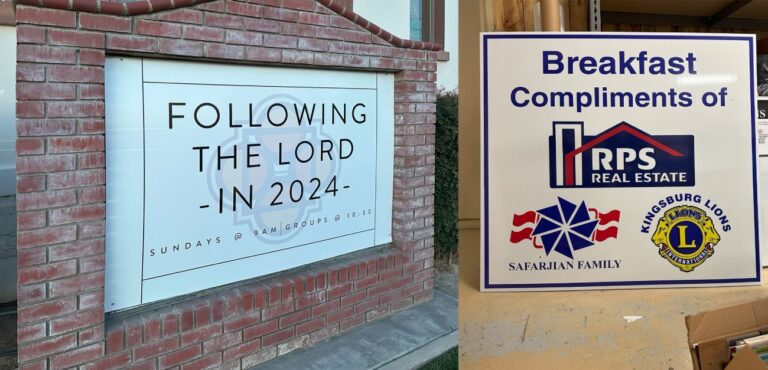 FOLLOWING
THE LORD
-IN 2024-
SUNDAYS @ 9AM|GROUPS @ 10:30
Breakfast
Compliments of
RPS
REAL ESTATE
SAFARJIAN FAMILY
KINGSBURG LIONS
LIONS
L
INTERNATIONAL